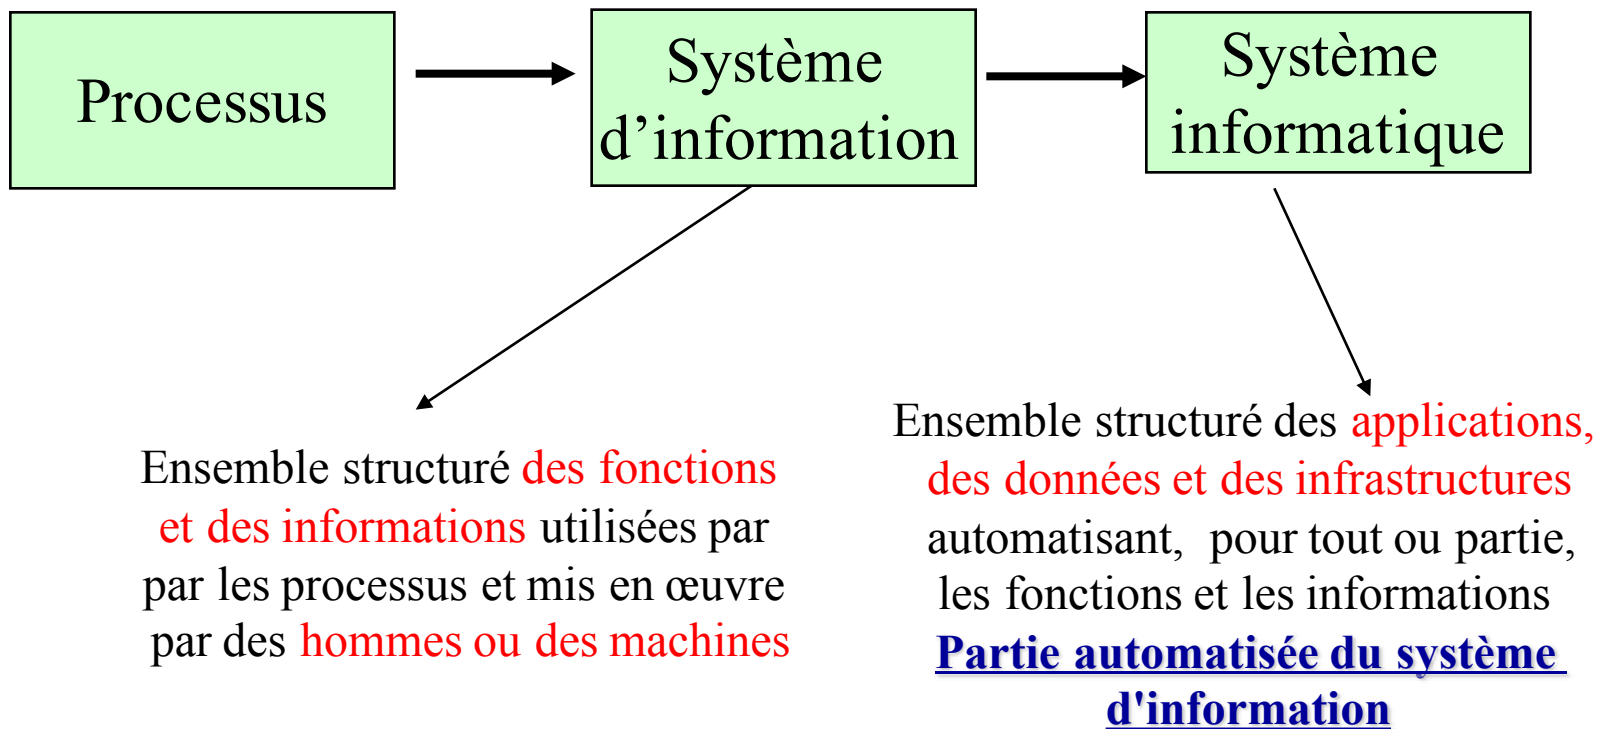 Processus
Système
d’information
Système
informatique
Ensemble structuré des fonctions
et des informations utilisées par
par les processus et mis en œuvre
par des hommes ou des machines
Ensemble structuré des applications,
des données et des infrastructures
automatisant, pour tout ou partie,
les fonctions et les informations
Partie automatisée du système
d'information